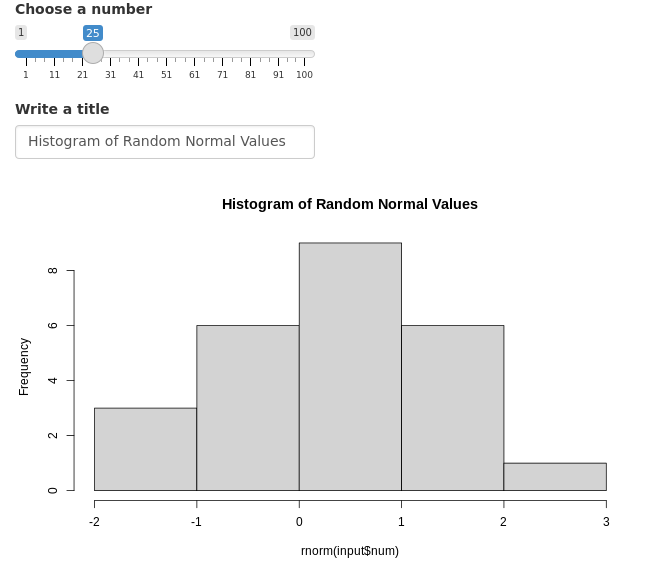 Choose a number
1 25 100
1 11 21 31 41 51 61 71 81 91 100
Write a title
Histogram of Random Normal Values
Histogram of Random Normal Values
Frequency
8
6
4
2
0
-2 -1 0 1 2 3
rnorm(input$num)